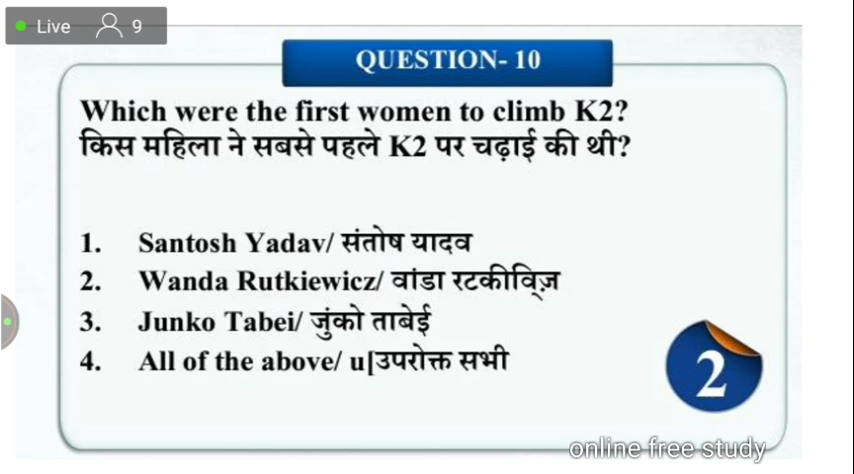 Live 9
QUESTION- 10
Which were the first women to climb K2?
किस महिला ने सबसे पहले K2 पर चढ़ाई की थी?
1. Santosh Yadav/ संतोष यादव
2. Wanda Rutkiewicz/ वांडा रटकीवि्ज़
3. Junko Tabei/ जुंको ताबेई
4. All of the above/ u[उपरोक्त सभी
2
online free study